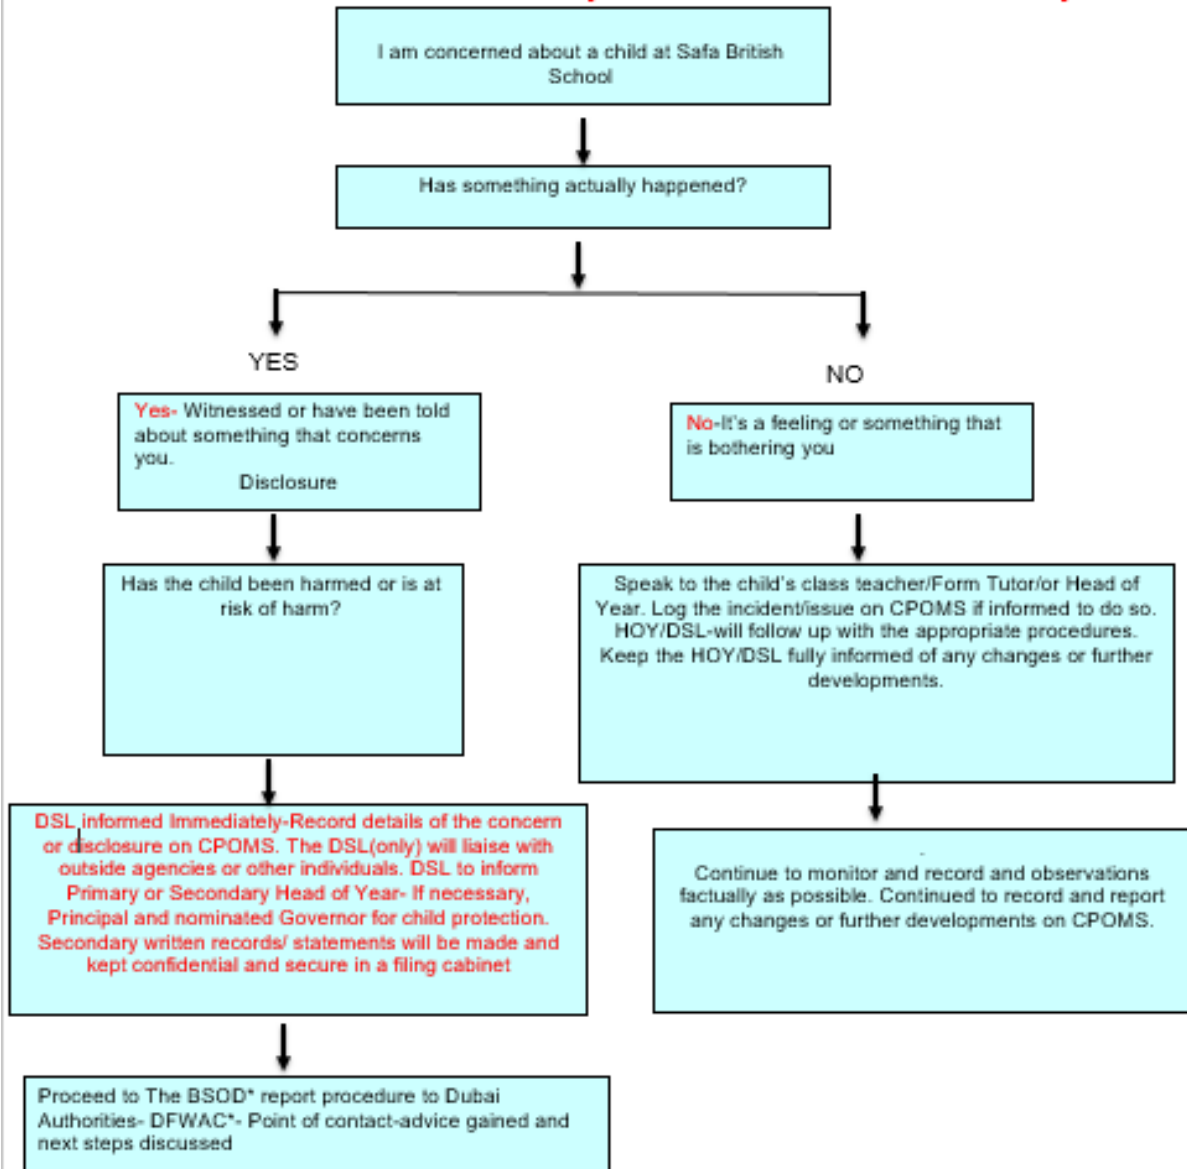 I am concerned about a child at Safa British
School
Has something actually happened?
YES
NO
Yes- Witnessed or have been told
about something that concerns
you.
Disclosure
No-It's a feeling or something that
is bothering you
Has the child been harmed or is at
risk of harm?
Speak to the child's class teacher/Form Tutor/or Head of
Year. Log the incident/issue on CPOMS if informed to do so.
HOY/DSL-will follow up with the appropriate procedures.
Keep the HOY/DSL fully informed of any changes or further
developments.
DSL informed Immediately-Record details of the concern
or disclosure on CPOMS. The DSL(only) will liaise with
outside agencies or other individuals. DSL to inform
Primary or Secondary Head of Year- If necessary,
Principal and nominated Governor for child protection.
Secondary written records/ statements will be made and
kept confidential and secure in a filing cabinet
Continue to monitor and record and observations
factually as possible. Continued to record and report
any changes or further developments on CPOMS.
Proceed to The BSOD* report procedure to Dubai
Authorities- DFWAC*- Point of contact-advice gained and
next steps discussed